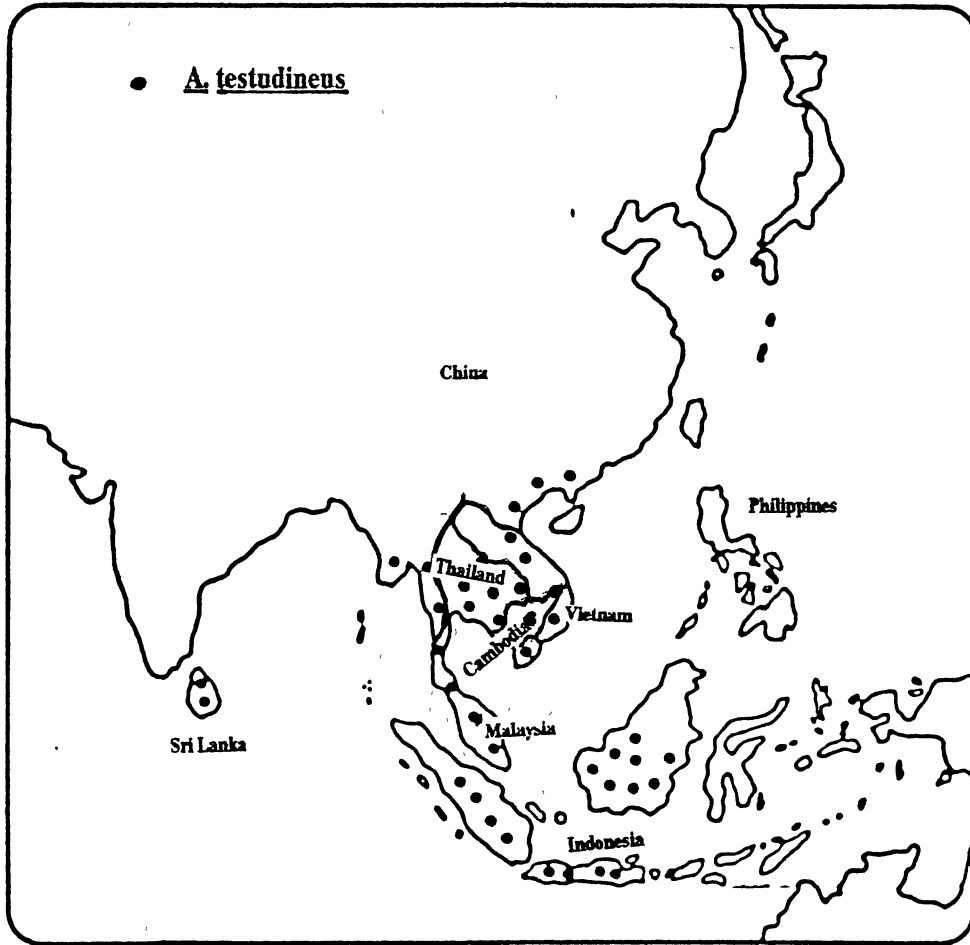 A. testudineus
China
Philippines
Thailand
Vietnam
Cambodia
Malaysia
Sri Lanka
Indonesia